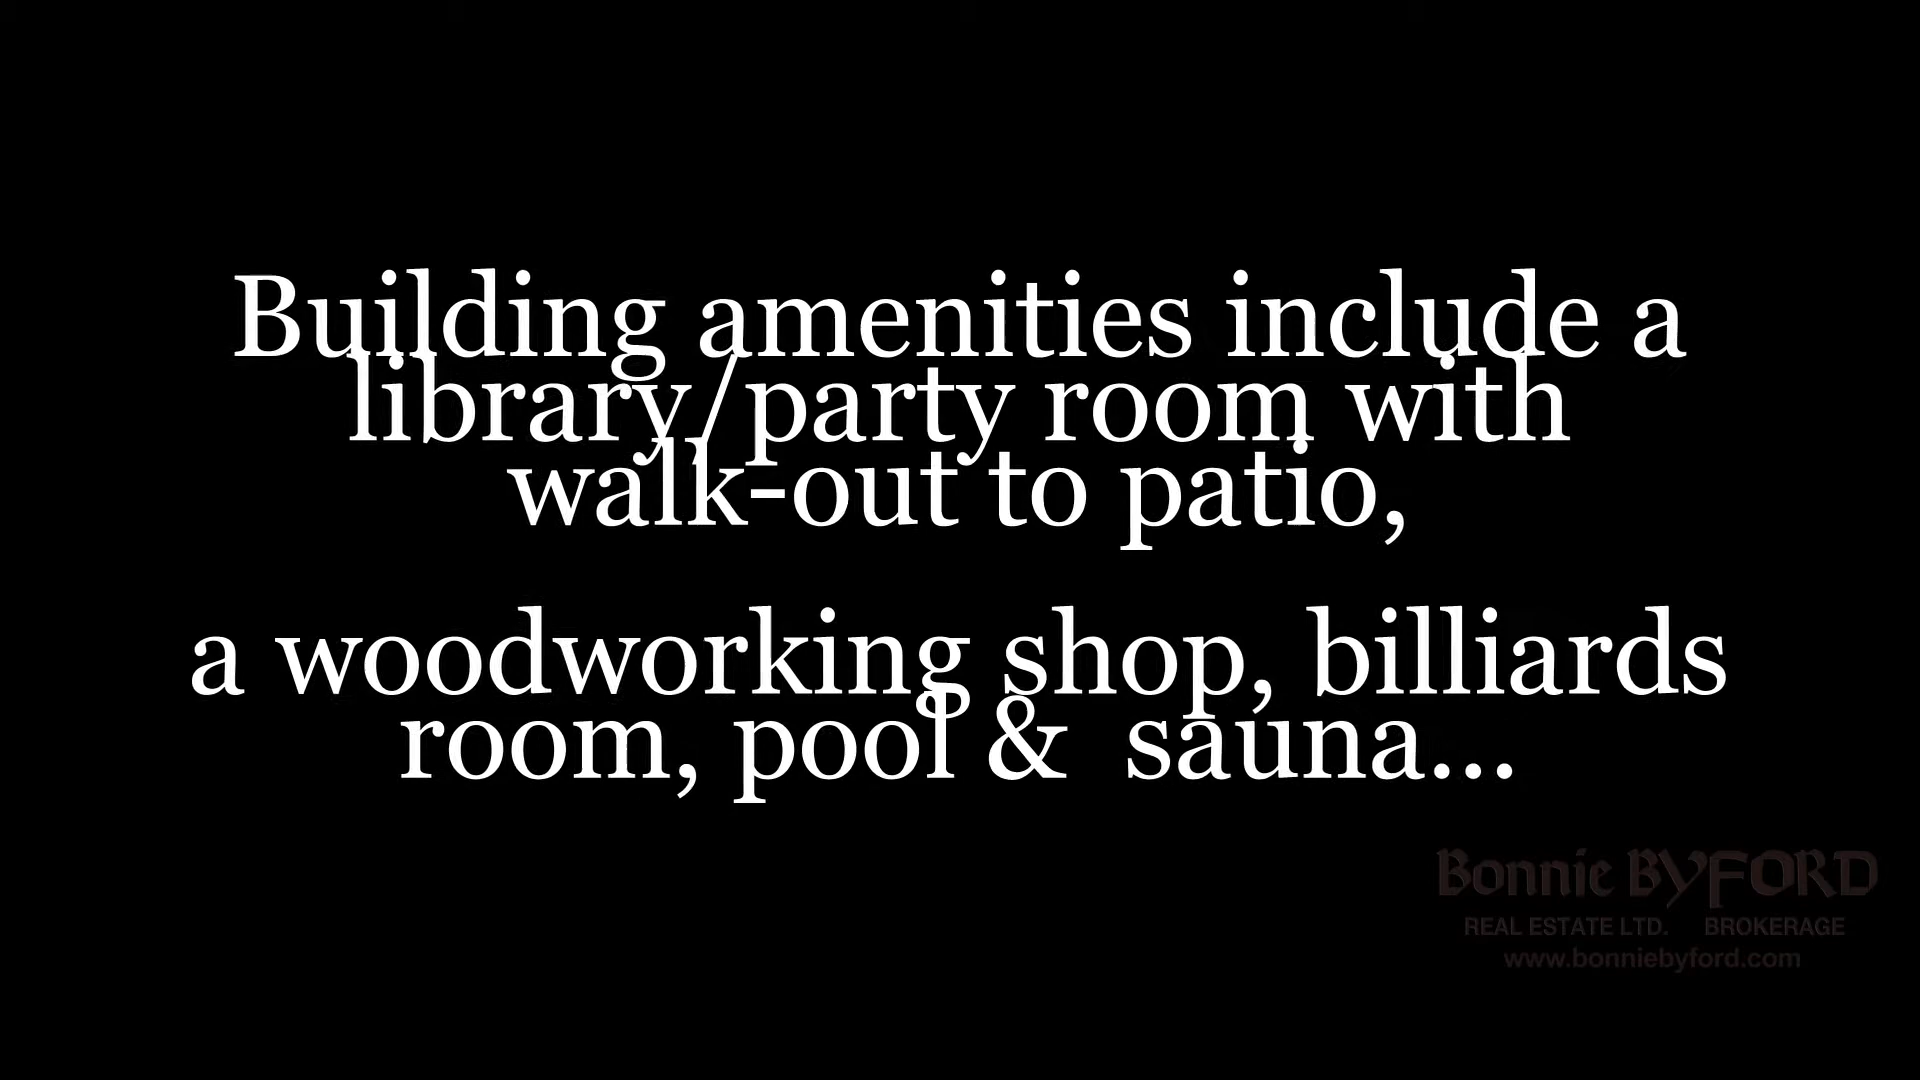 Building amenities include a
library/party room with
walk-out to patio,
a woodworking shop, billiards
room, pool &  sauna...
Bonnie BYFORD
REAL ESTATE LTD. BROKERAGE
www.bonniebyford.com